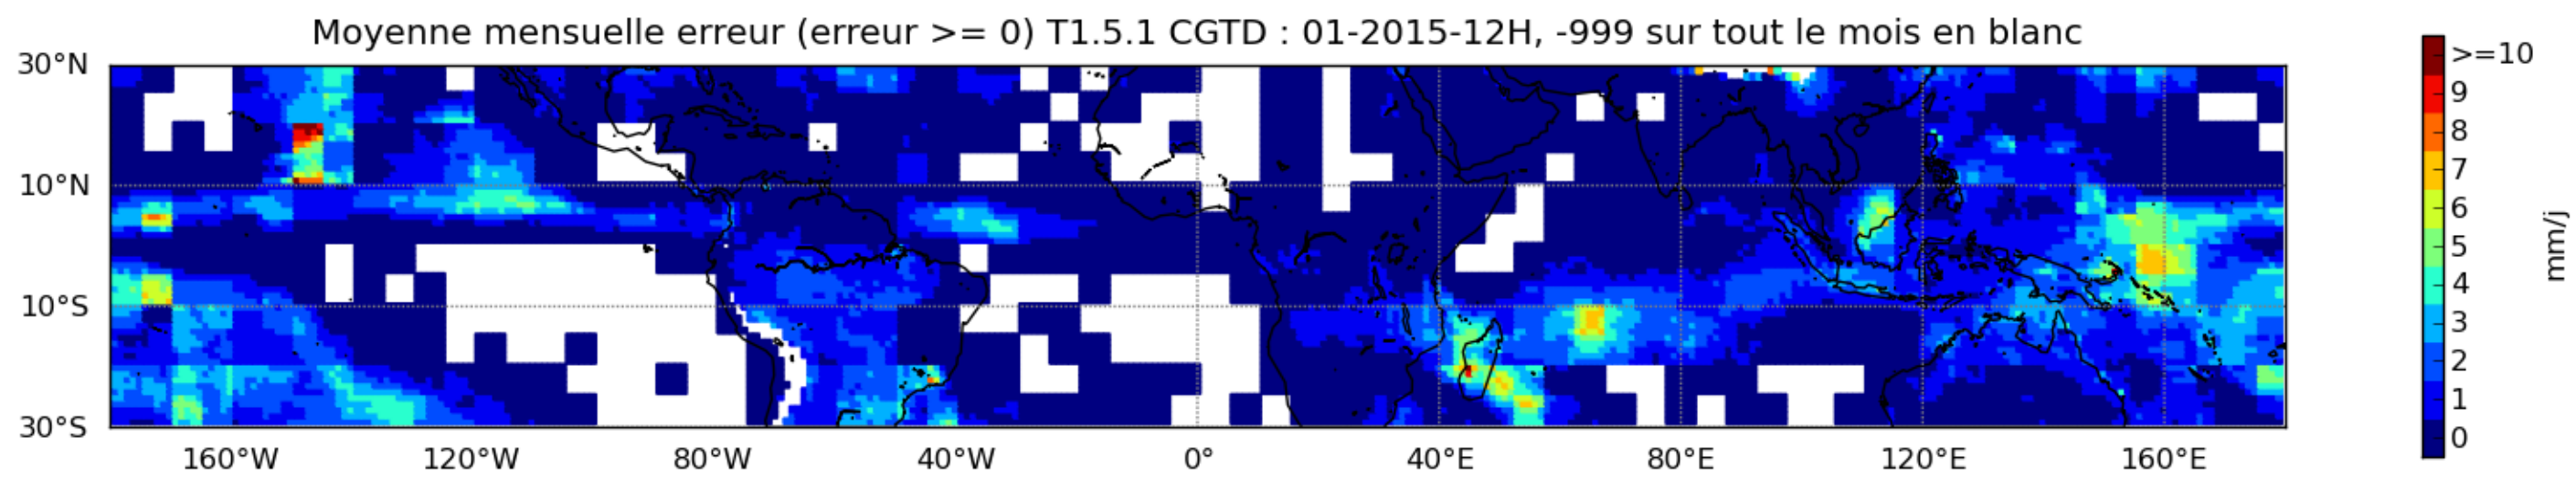 Moyenne mensuelle erreur (erreur >= 0) T1.5.1 CGTD : 01-2015-12H, -999 sur tout le mois en blanc
30°N
10°N
10°S
30°S
160°W 120°W 80°W 40°W 0° 40°E 80°E 120°E 160°E
>=10
9
8
7
6
5
4
3
2
1
0
mm/j